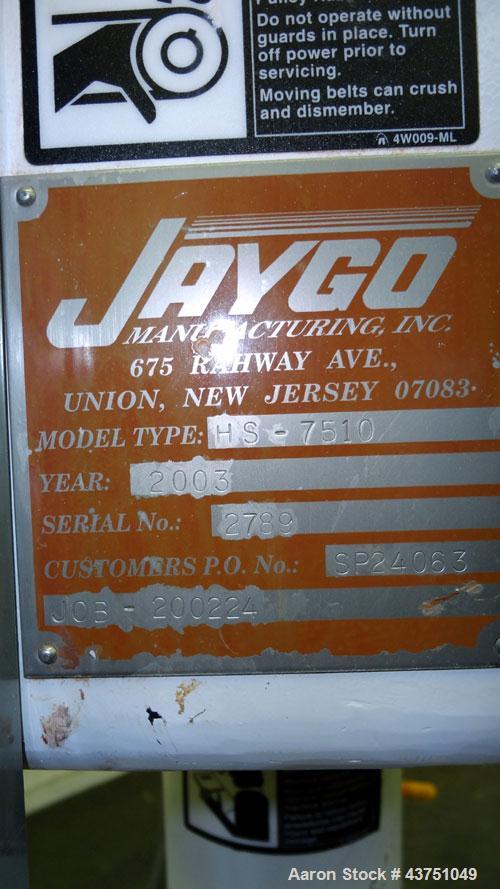 Do not operate without
guards in place. Turn
off power prior to
servicing.
Moving belts can crush
and dismember.
4W009-ML
JAYGO
MANUFACTURING, INC.
675 RAHWAY AVE.,
UNION, NEW JERSEY 07083
MODEL TYPE: HS-7510
YEAR: 2003
SERIAL No.: 2789
CUSTOMERS P.O. No.: SP24063
JOB-200224
Aaron Stock # 43751049